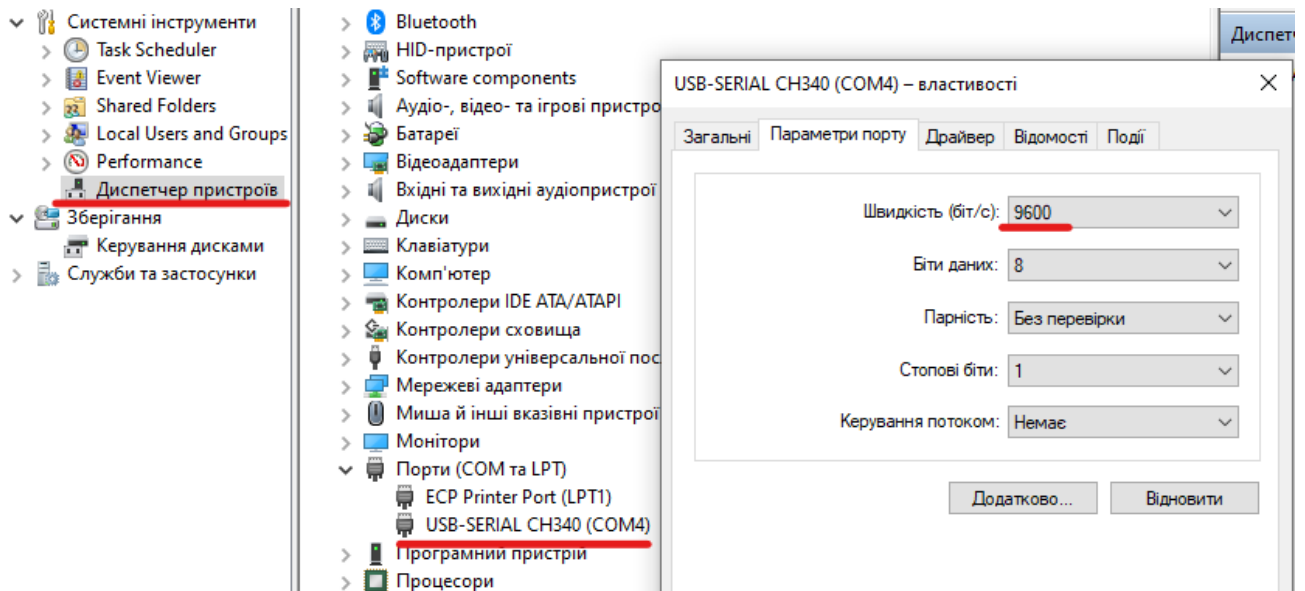 Системні інструменти
Task Scheduler
Event Viewer
Shared Folders
Local Users and Groups
Performance
Диспетчер пристроїв
Зберігання
Керування дисками
Служби та застосунки
Bluetooth
HID-пристрої
Software components
Аудіо-, відео- та ігрові пристро
Батареї
Відеоадаптери
Вхідні та вихідні аудіопристрої
Диски
Клавіатури
Комп'ютер
Контролери IDE ATA/ATAPI
Контролери сховища
Контролери універсальної пос
Мережеві адаптери
Миша й інші вказівні пристрої
Монітори
Порти (COM та LPT)
ECP Printer Port (LPT1)
USB-SERIAL CH340 (COM4)
Програмний пристрій
Процесори
Диспетч
USB-SERIAL CH340 (COM4) – властивості
Загальні Параметри порту Драйвер Відомості Події
Швидкість (біт/с): 9600
Біти даних: 8
Парність: Без перевірки
Стопові біти: 1
Керування потоком: Немає
Додатково... Відновити